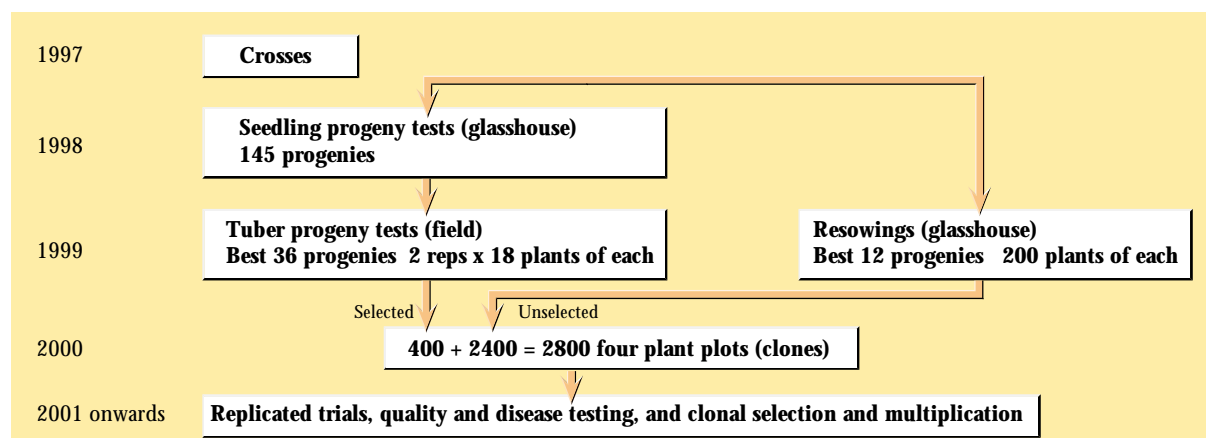 1997
Crosses
1998
Seedling progeny tests (glasshouse)
145 progenies
1999
Tuber progeny tests (field)
Best 36 progenies 2 reps x 18 plants of each
Resowings (glasshouse)
Best 12 progenies 200 plants of each
Selected
Unselected
2000
400 + 2400 = 2800 four plant plots (clones)
2001 onwards
Replicated trials, quality and disease testing, and clonal selection and multiplication